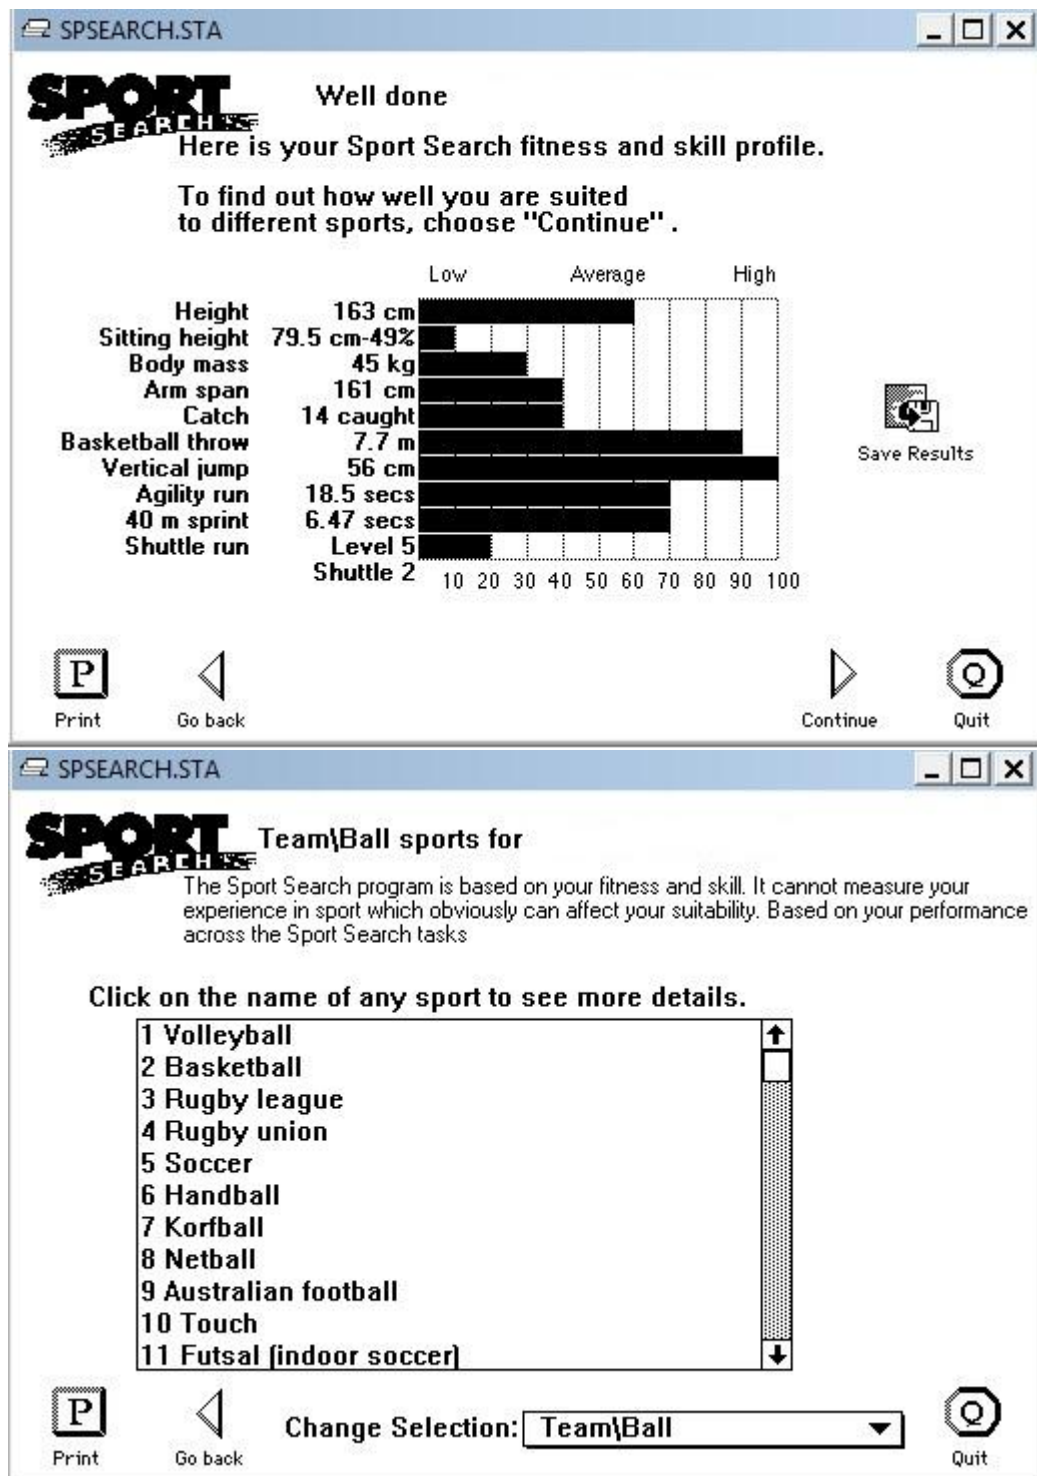 SPSEARCH.STA
SPORT
SEARCH
Well done
Here is your Sport Search fitness and skill profile.
To find out how well you are suited
to different sports, choose "Continue" .
Low Average High
Height 163 cm
Sitting height 79.5 cm-49%
Body mass 45 kg
Arm span 161 cm
Catch 14 caught
Basketball throw 7.7 m
Vertical jump 56 cm
Agility run 18.5 secs
40 m sprint 6.47 secs
Shuttle run Level 5
Shuttle 2
10 20 30 40 50 60 70 80 90 100
Save Results
P
Print
Go back
Continue
Q
Quit
SPSEARCH.STA
SPORT
SEARCH
Team\Ball sports for
The Sport Search program is based on your fitness and skill. It cannot measure your
experience in sport which obviously can affect your suitability. Based on your performance
across the Sport Search tasks
Click on the name of any sport to see more details.
1 Volleyball
2 Basketball
3 Rugby league
4 Rugby union
5 Soccer
6 Handball
7 Korfball
8 Netball
9 Australian football
10 Touch
11 Futsal (indoor soccer)
P
Print
Go back
Change Selection: Team\Ball
Q
Quit